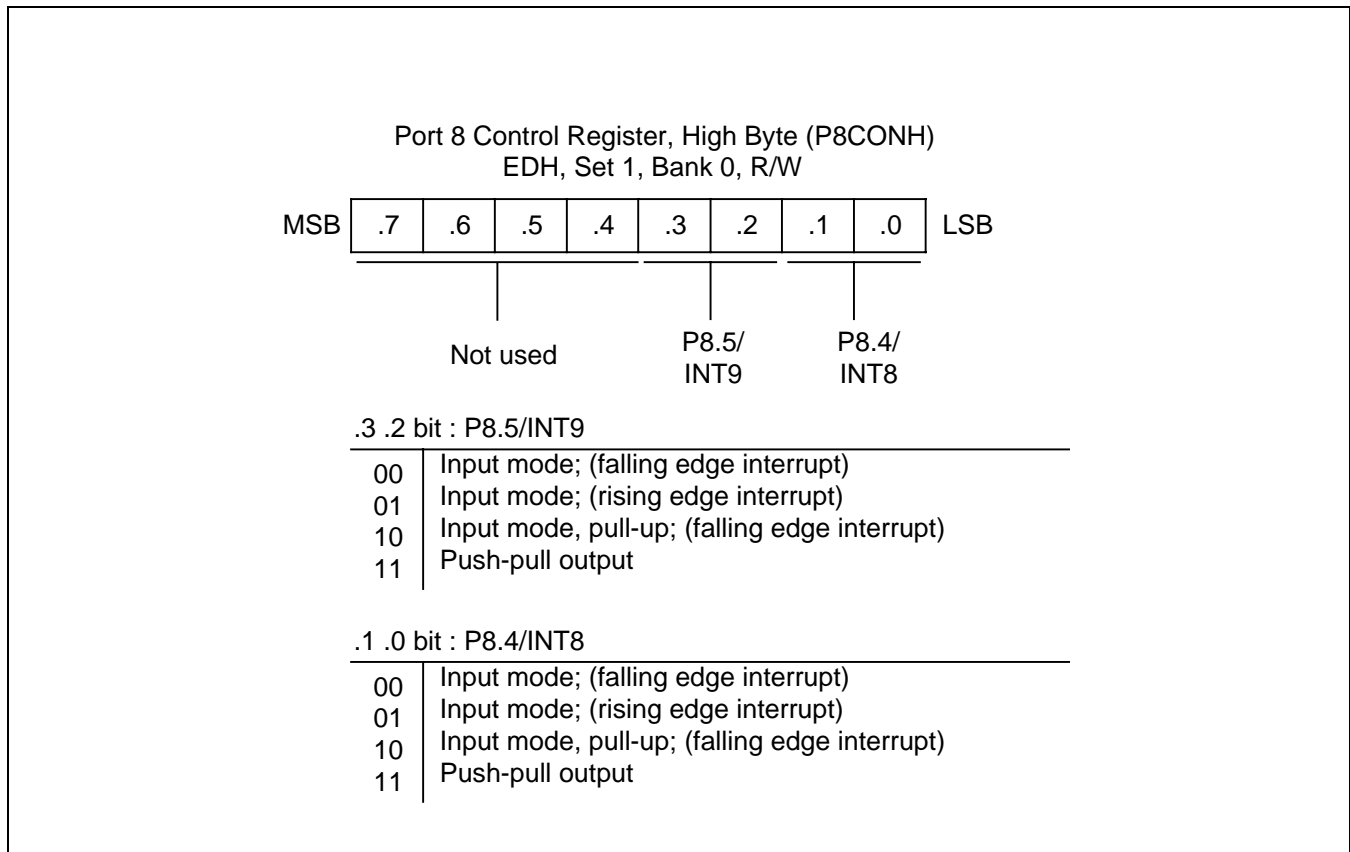 Port 8 Control Register, High Byte (P8CONH)
EDH, Set 1, Bank 0, R/W
MSB .7 .6 .5 .4 .3 .2 .1 .0 LSB
Not used
P8.5/
INT9
P8.4/
INT8
.3 .2 bit : P8.5/INT9
00 Input mode; (falling edge interrupt)
01 Input mode; (rising edge interrupt)
10 Input mode, pull-up; (falling edge interrupt)
11 Push-pull output
.1 .0 bit : P8.4/INT8
00 Input mode; (falling edge interrupt)
01 Input mode; (rising edge interrupt)
10 Input mode, pull-up; (falling edge interrupt)
11 Push-pull output